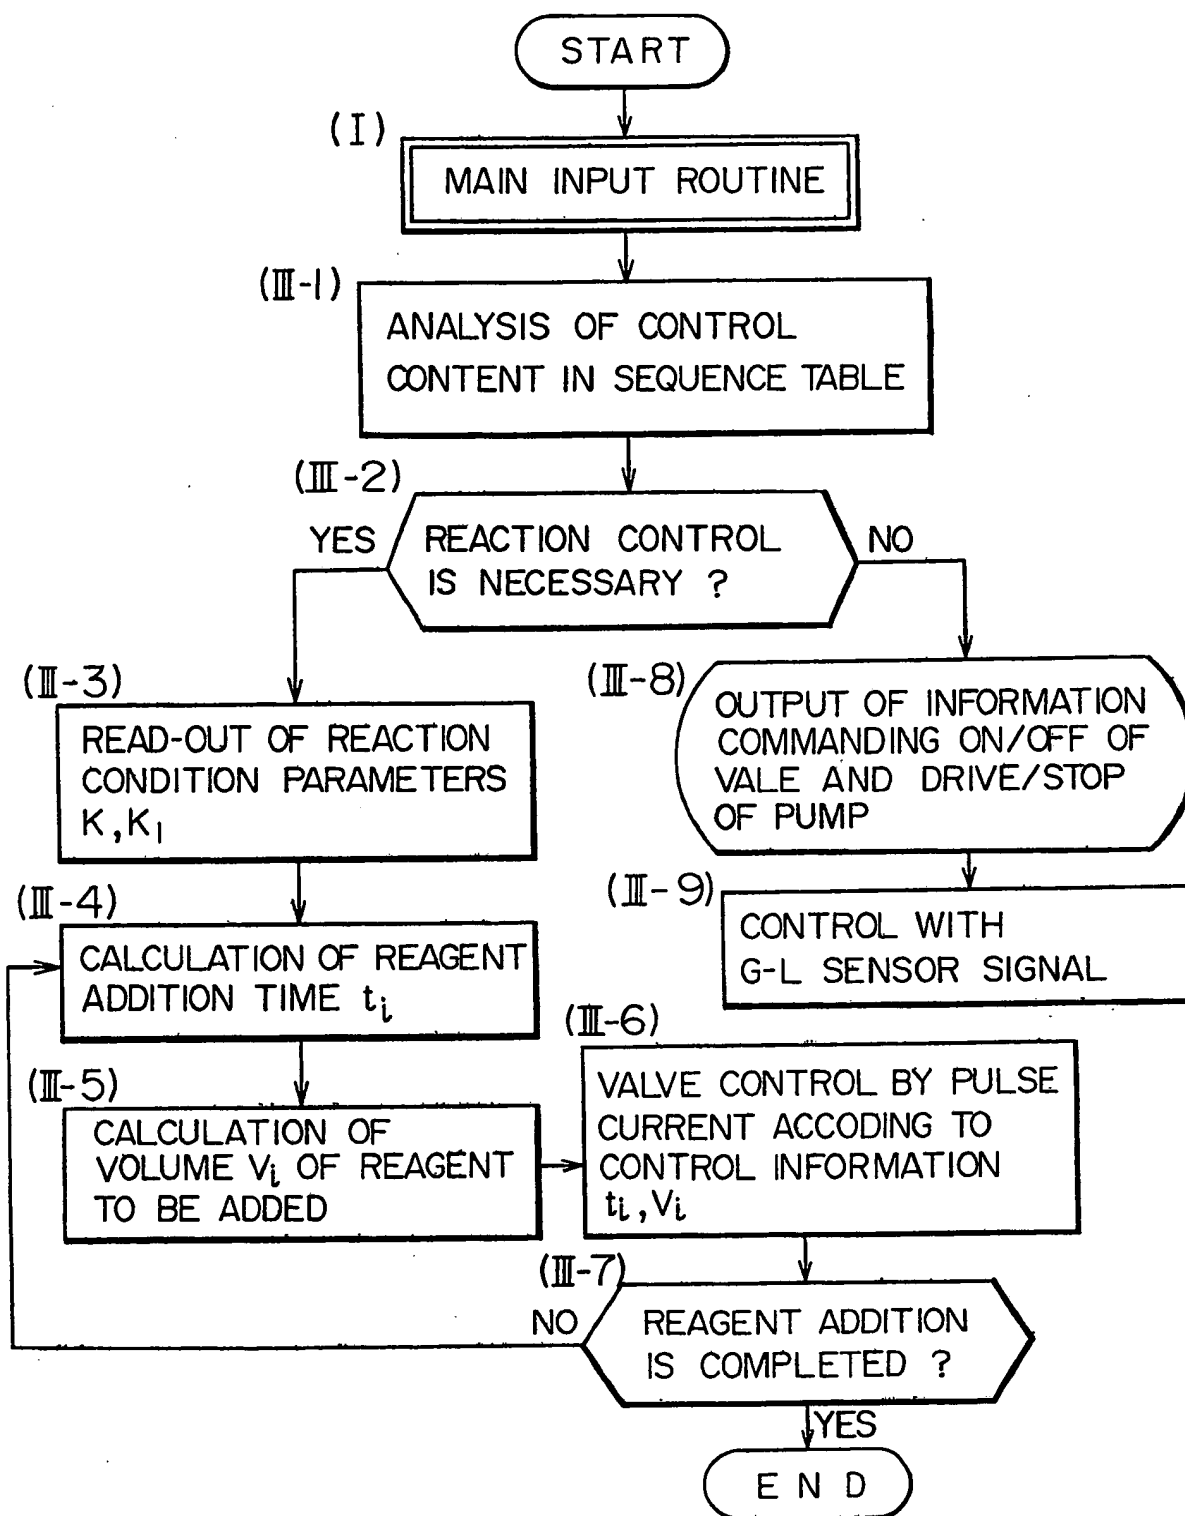 START
(I)
MAIN INPUT ROUTINE
(III-1)
ANALYSIS OF CONTROL
CONTENT IN SEQUENCE TABLE
(III-2)
YES
REACTION CONTROL
IS NECESSARY ?
NO
(III-3)
READ-OUT OF REACTION
CONDITION PARAMETERS
K, K₁
(III-8)
OUTPUT OF INFORMATION
COMMANDING ON/OFF OF
VALE AND DRIVE/STOP
OF PUMP
(III-4)
CALCULATION OF REAGENT
ADDITION TIME tᵢ
(III-9)
CONTROL WITH
G-L SENSOR SIGNAL
(III-5)
CALCULATION OF
VOLUME Vᵢ OF REAGENT
TO BE ADDED
(III-6)
VALVE CONTROL BY PULSE
CURRENT ACCODING TO
CONTROL INFORMATION
tᵢ, Vᵢ
(III-7)
NO
REAGENT ADDITION
IS COMPLETED ?
YES
END